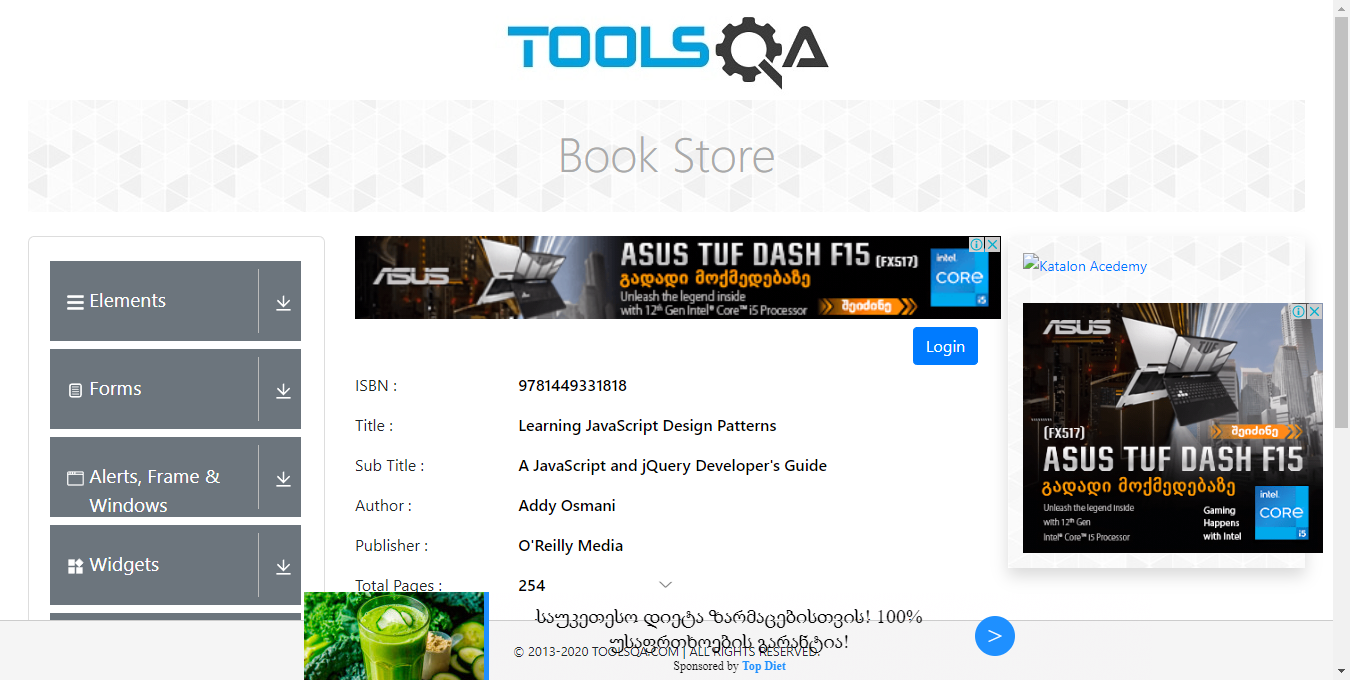 TOOLSQA
Book Store
Elements
Forms
Alerts, Frame &
Windows
Widgets
ASUS
ASUS TUF DASH F15 (FX517)
გადადი მოქმედებაზე
Unleash the legend inside
with 12th Gen Intel® Core™ i5 Processor
შეიძინე
intel
CORE
i5
Login
ISBN : 9781449331818
Title : Learning JavaScript Design Patterns
Sub Title : A JavaScript and jQuery Developer's Guide
Author : Addy Osmani
Publisher : O'Reilly Media
Total Pages : 254
Katalon Acedemy
ASUS
(FX517)
შეიძინე
ASUS TUF DASH F15
გადადი მოქმედებაზე
Unleash the legend inside
with 12th Gen
Intel® Core™ i5 Processor
Gaming
Happens
with Intel
intel.
CORE
i5
საუკეთესო დიეტა ზარმაცებისთვის! 100%
უსაფრთხოების გარანტია!
© 2013-2020 TOOLSQA.COM | ALL RIGHTS RESERVED.
Sponsored by Top Diet
>